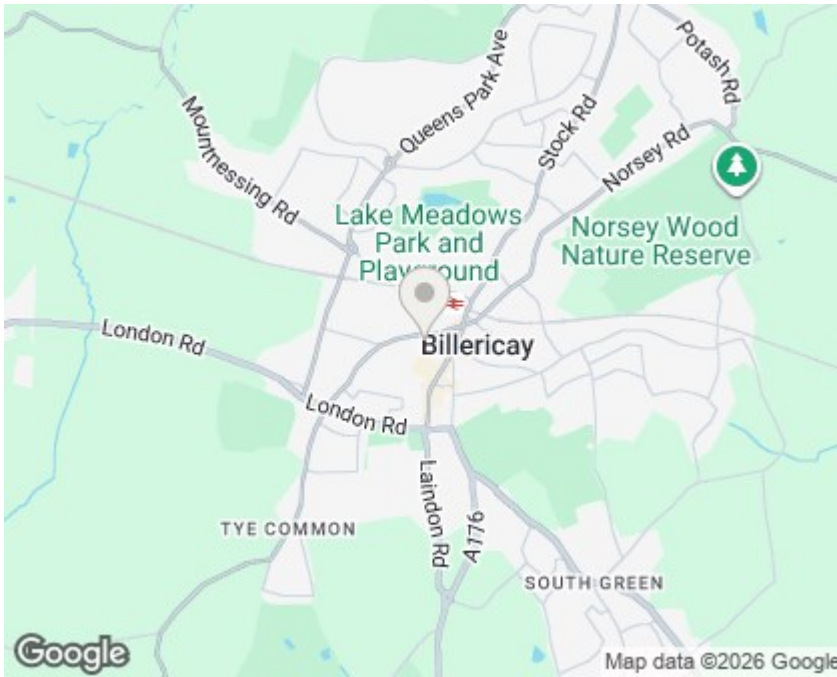 Potash Rd
Queens Park Ave
Stock Rd
Mountnessing Rd
Norsey Rd
Lake Meadows
Park and
Playground
Norsey Wood
Nature Reserve
London Rd
Billericay
London Rd
Laindon Rd
A176
TYE COMMON
SOUTH GREEN
Google
Map data ©2026 Google